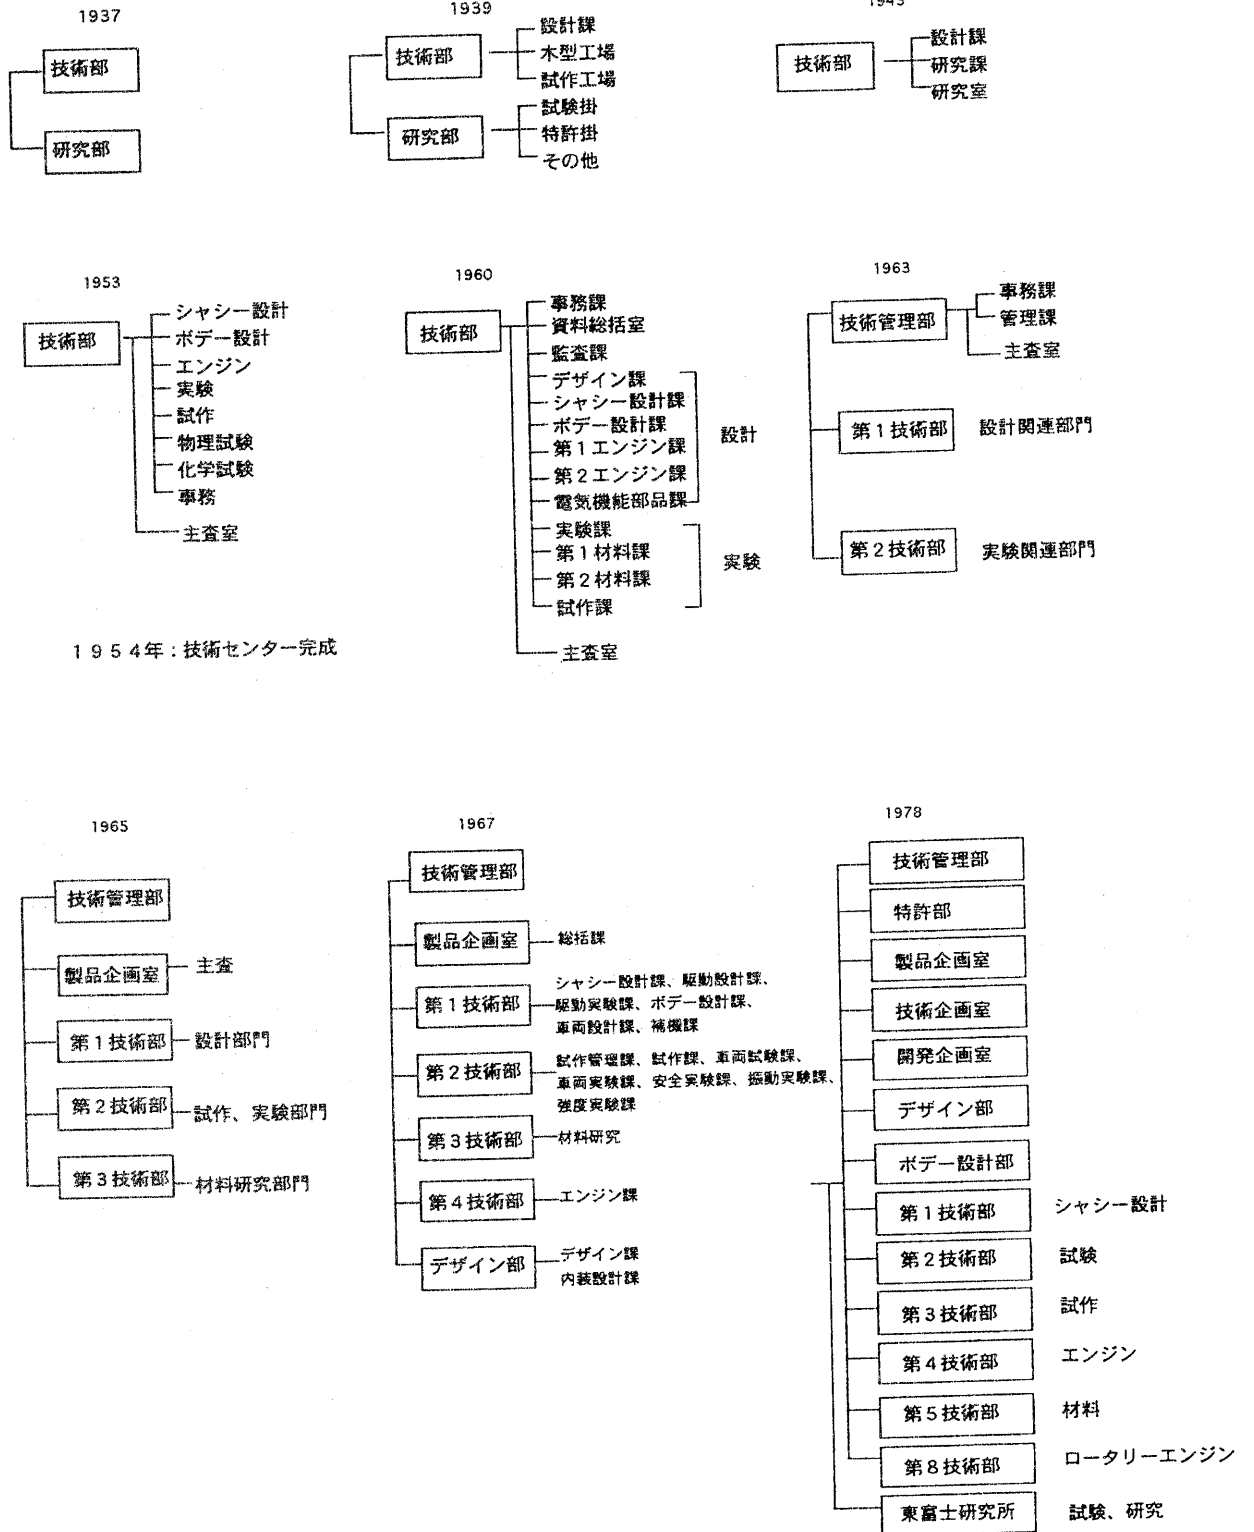 1937
技術部
研究部
1939
技術部
設計課
木型工場
試作工場
研究部
試験掛
特許掛
その他
技術部
設計課
研究課
研究室
1953
技術部
シャシー設計
ボデー設計
エンジン
実験
試作
物理試験
化学試験
事務
主査室
1960
技術部
事務課
資料総括室
監査課
デザイン課
シャシー設計課
ボデー設計課
第1エンジン課
第2エンジン課
電気機能部品課
設計
実験課
第1材料課
第2材料課
試作課
実験
主査室
1963
技術管理部
事務課
管理課
主査室
第1技術部 設計関連部門
第2技術部 実験関連部門
1954年：技術センター完成
1965
技術管理部
製品企画室 主査
第1技術部 設計部門
第2技術部 試作、実験部門
第3技術部 材料研究部門
1967
技術管理部
製品企画室 総括課
第1技術部
シャシー設計課、駆動設計課、
駆動実験課、ボデー設計課、
車両設計課、補機課
第2技術部
試作管理課、試作課、車両試験課、
車両実験課、安全実験課、振動実験課、
強度実験課
第3技術部 材料研究
第4技術部 エンジン課
デザイン部
デザイン課
内装設計課
1978
技術管理部
特許部
製品企画室
技術企画室
開発企画室
デザイン部
ボデー設計部
第1技術部 シャシー設計
第2技術部 試験
第3技術部 試作
第4技術部 エンジン
第5技術部 材料
第8技術部 ロータリーエンジン
東富士研究所 試験、研究